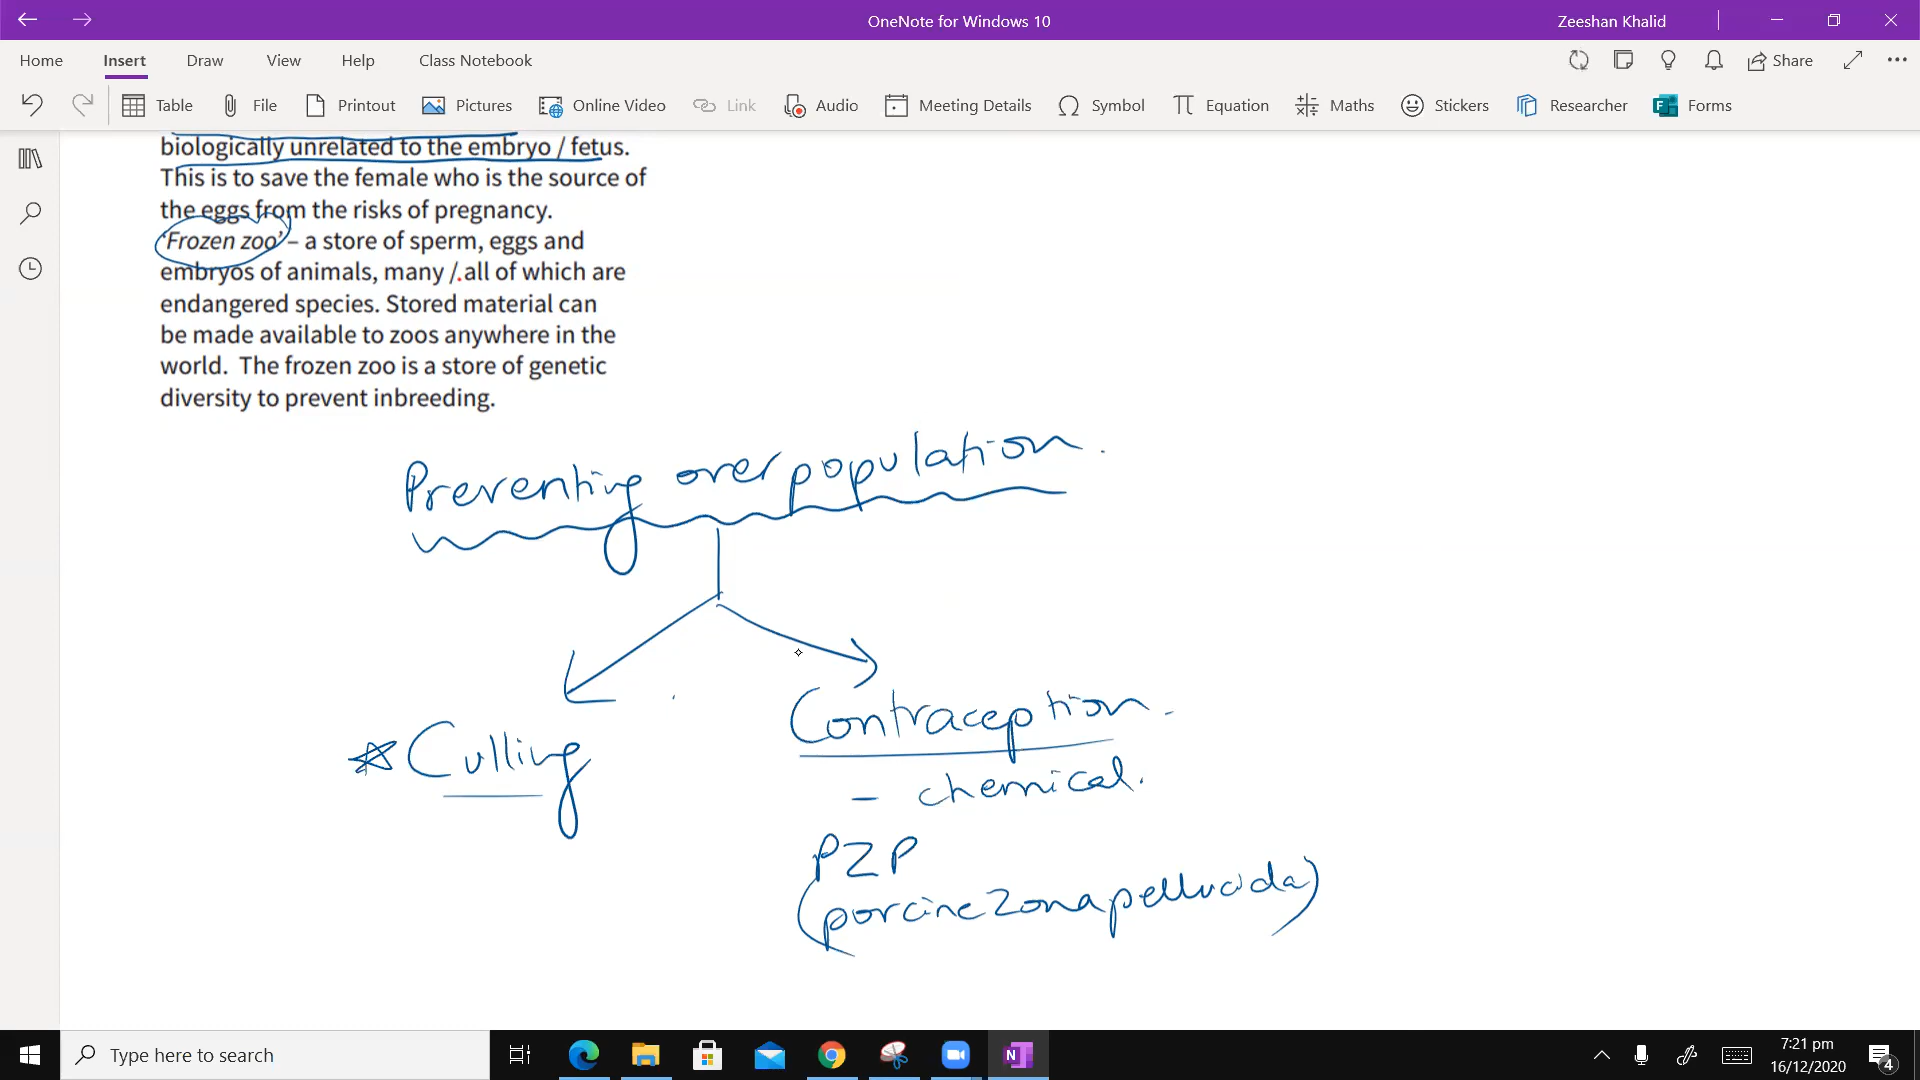 OneNote for Windows 10
Zeeshan Khalid
Home Insert Draw View Help Class Notebook
Share
Table File Printout Pictures Online Video Link Audio Meeting Details Symbol Equation Maths Stickers Researcher Forms
biologically unrelated to the embryo / fetus.
This is to save the female who is the source of
the eggs from the risks of pregnancy.
‘Frozen zoo’ – a store of sperm, eggs and
embryos of animals, many /.all of which are
endangered species. Stored material can
be made available to zoos anywhere in the
world. The frozen zoo is a store of genetic
diversity to prevent inbreeding.
Preventing overpopulation.
Contraception.
Culling
- chemical.
PZP
(porcine zona pellucida)
Type here to search
7:21 pm
16/12/2020
4